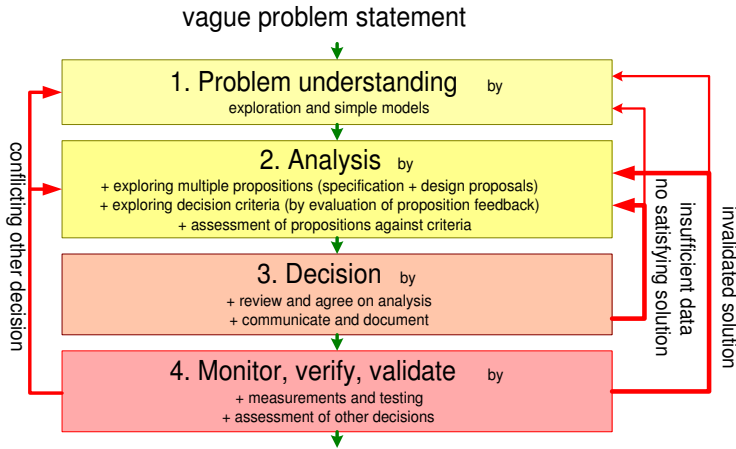 vague problem statement
1. Problem understanding by
exploration and simple models
2. Analysis by
+ exploring multiple propositions (specification + design proposals)
+ exploring decision criteria (by evaluation of proposition feedback)
+ assessment of propositions against criteria
3. Decision by
+ review and agree on analysis
+ communicate and document
4. Monitor, verify, validate by
+ measurements and testing
+ assessment of other decisions
conflicting other decision
insufficient data
no satisfying solution
invalidated solution